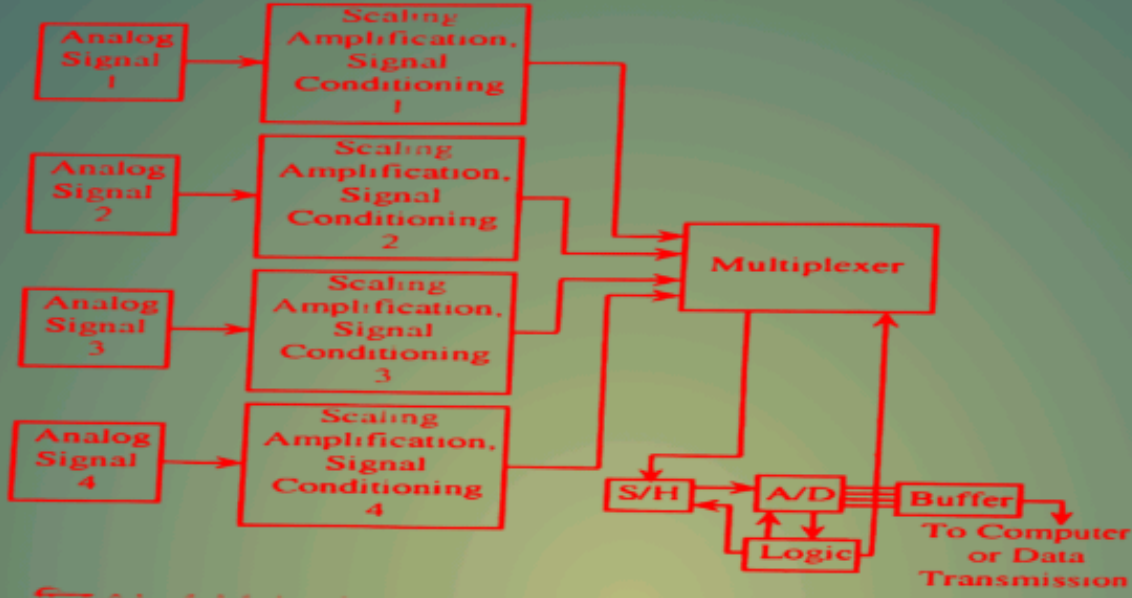 Analog
Signal
1
Scaling
Amplification,
Signal
Conditioning
1
Analog
Signal
2
Scaling
Amplification,
Signal
Conditioning
2
Analog
Signal
3
Scaling
Amplification,
Signal
Conditioning
3
Analog
Signal
4
Scaling
Amplification,
Signal
Conditioning
4
Multiplexer
S/H
A/D
Buffer
Logic
To Computer
or Data
Transmission